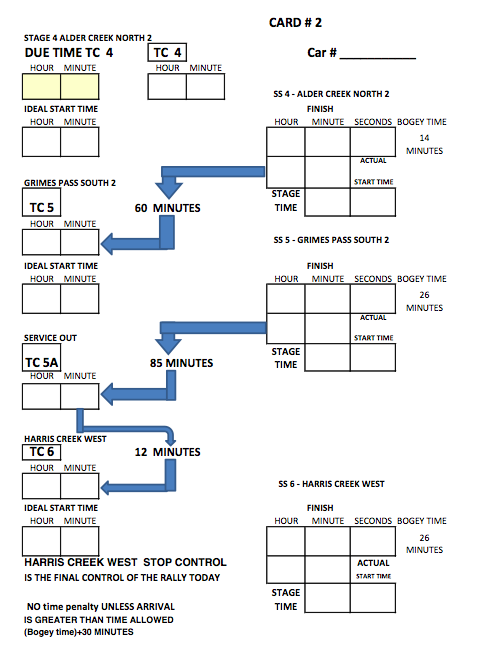 CARD # 2
STAGE 4 ALDER CREEK NORTH 2
DUE TIME TC 4
TC 4
Car # ___________
HOUR MINUTE
HOUR MINUTE
SS 4 - ALDER CREEK NORTH 2
IDEAL START TIME
FINISH
HOUR MINUTE
HOUR MINUTE SECONDS BOGEY TIME
14
MINUTES
ACTUAL
START TIME
GRIMES PASS SOUTH 2
STAGE
TIME
TC 5
60 MINUTES
HOUR MINUTE
SS 5 - GRIMES PASS SOUTH 2
IDEAL START TIME
FINISH
HOUR MINUTE
HOUR MINUTE SECONDS BOGEY TIME
26
MINUTES
ACTUAL
START TIME
SERVICE OUT
STAGE
TIME
TC 5A
85 MINUTES
HOUR MINUTE
HARRIS CREEK WEST
TC 6
12 MINUTES
HOUR MINUTE
SS 6 - HARRIS CREEK WEST
IDEAL START TIME
FINISH
HOUR MINUTE
HOUR MINUTE SECONDS BOGEY TIME
26
MINUTES
HARRIS CREEK WEST STOP CONTROL
ACTUAL
IS THE FINAL CONTROL OF THE RALLY TODAY
START TIME
STAGE
TIME
NO time penalty UNLESS ARRIVAL
IS GREATER THAN TIME ALLOWED
(Bogey time)+30 MINUTES